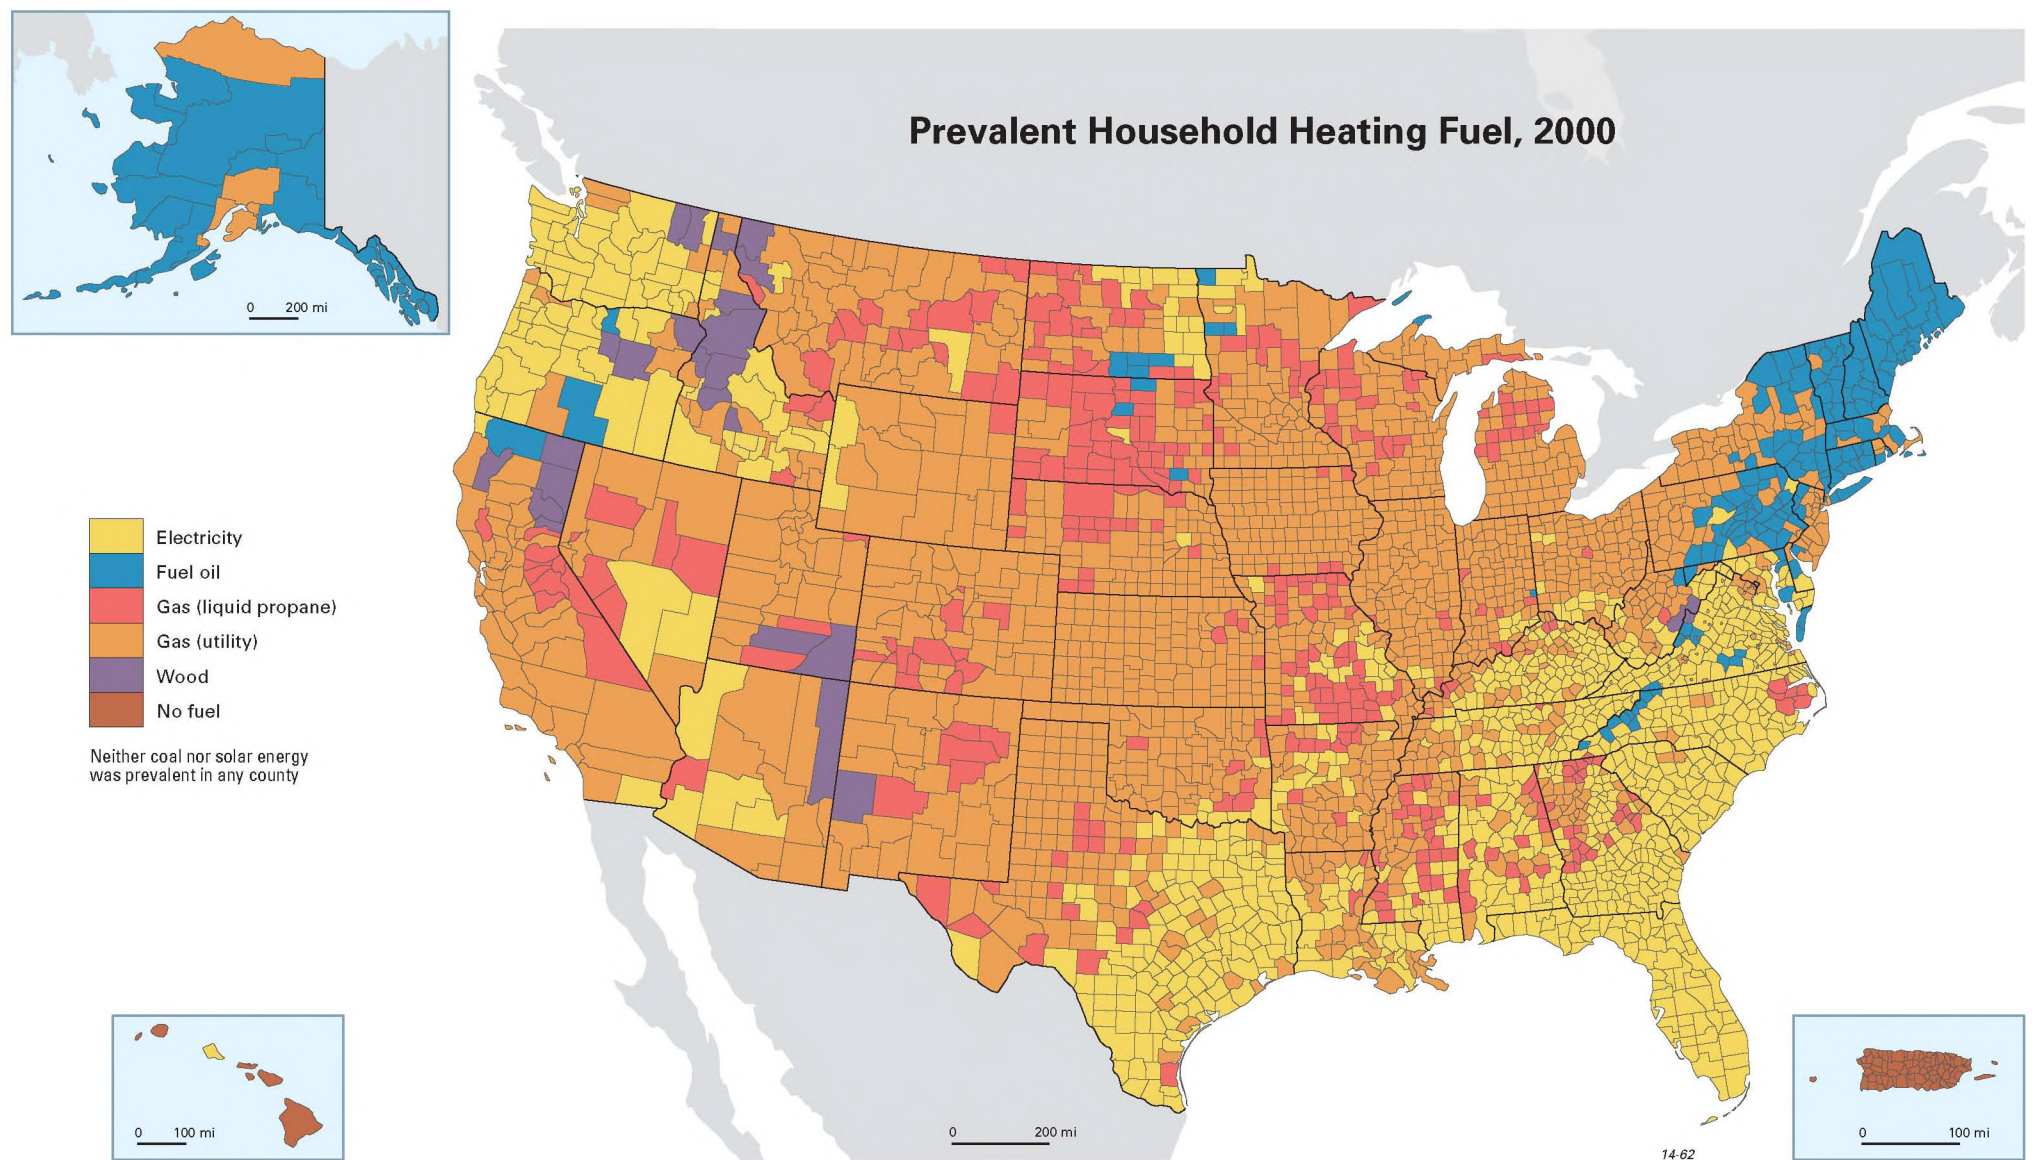 Prevalent Household Heating Fuel, 2000
0 200 mi
Electricity
Fuel oil
Gas (liquid propane)
Gas (utility)
Wood
No fuel
Neither coal nor solar energy
was prevalent in any county
0 100 mi
0 200 mi
0 100 mi
14-62